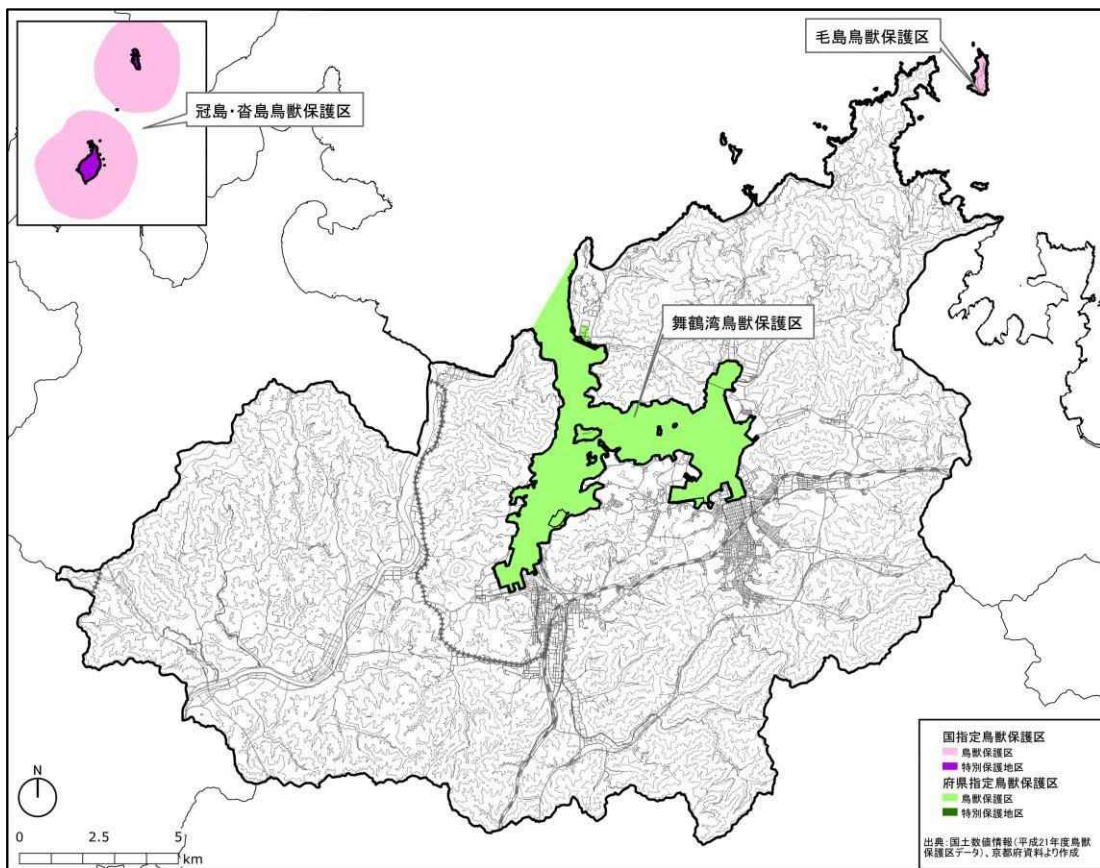 毛島鳥獣保護区
冠島・沓島鳥獣保護区
舞鶴湾鳥獣保護区
国指定鳥獣保護区
鳥獣保護区
特別保護地区
府県指定鳥獣保護区
鳥獣保護区
特別保護地区
出典:国土数値情報(平成21年度鳥獣
保護区データ)、京都府資料より作成
N
0 2.5 5
km